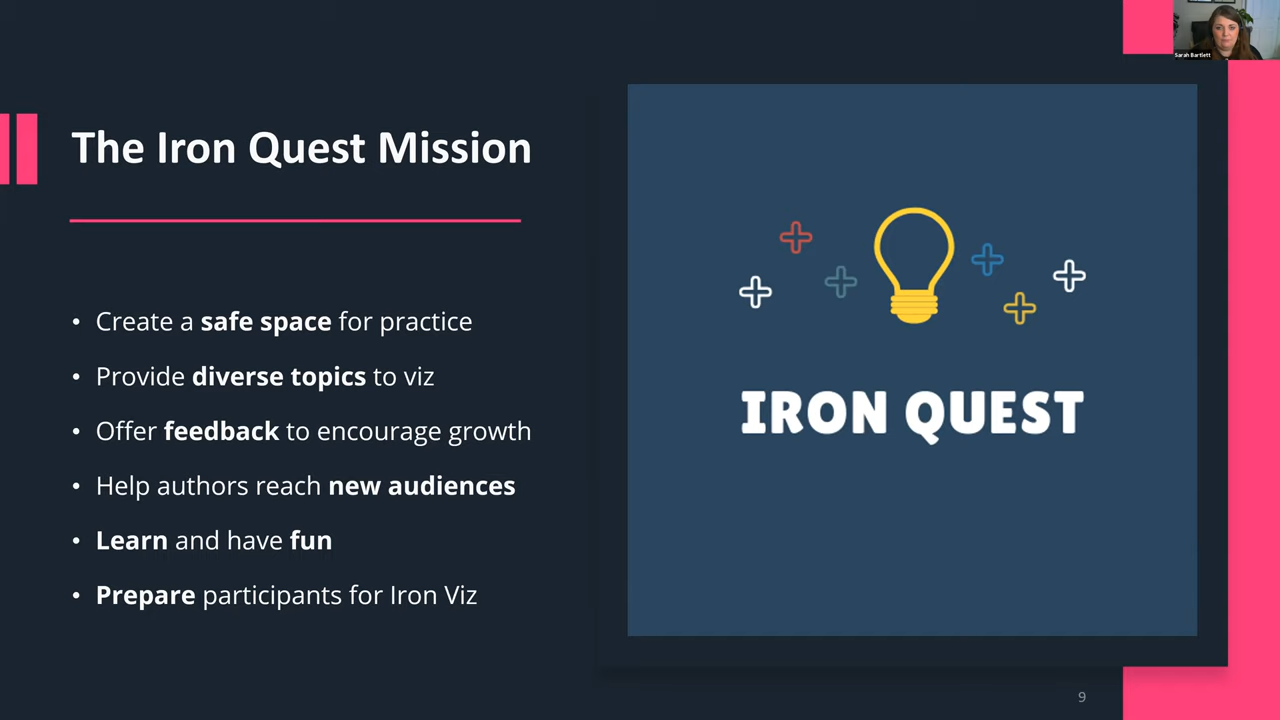 Sarah Bartlett
The Iron Quest Mission
• Create a safe space for practice
• Provide diverse topics to viz
• Offer feedback to encourage growth
• Help authors reach new audiences
• Learn and have fun
• Prepare participants for Iron Viz
IRON QUEST
9